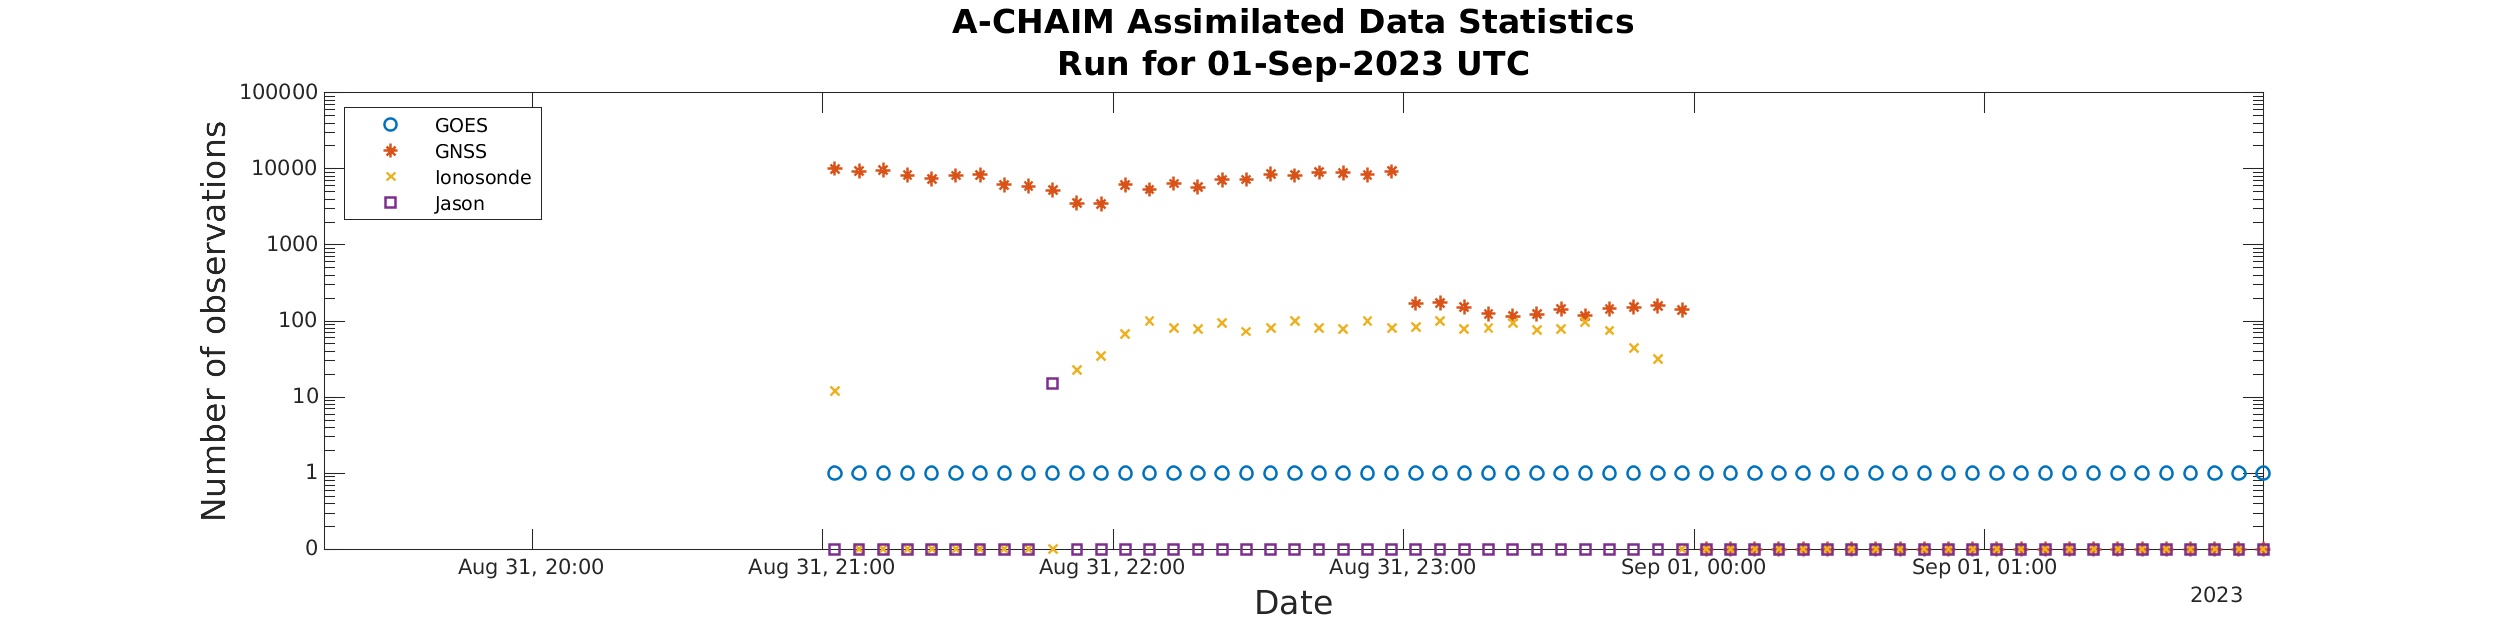 A-CHAIM Assimilated Data Statistics
Run for 01-Sep-2023 UTC
Number of observations
100000
10000
1000
100
10
1
0
GOES
GNSS
Ionosonde
Jason
Aug 31, 20:00
Aug 31, 21:00
Aug 31, 22:00
Aug 31, 23:00
Sep 01, 00:00
Sep 01, 01:00
2023
Date